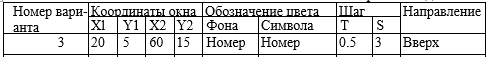 Номер вари-анта Координаты окна Обозначение цвета Шаг Направление
X1 Y1 X2 Y2 Фона Символа T S
3 20 5 60 15 Номер Номер 0.5 3 Вверх